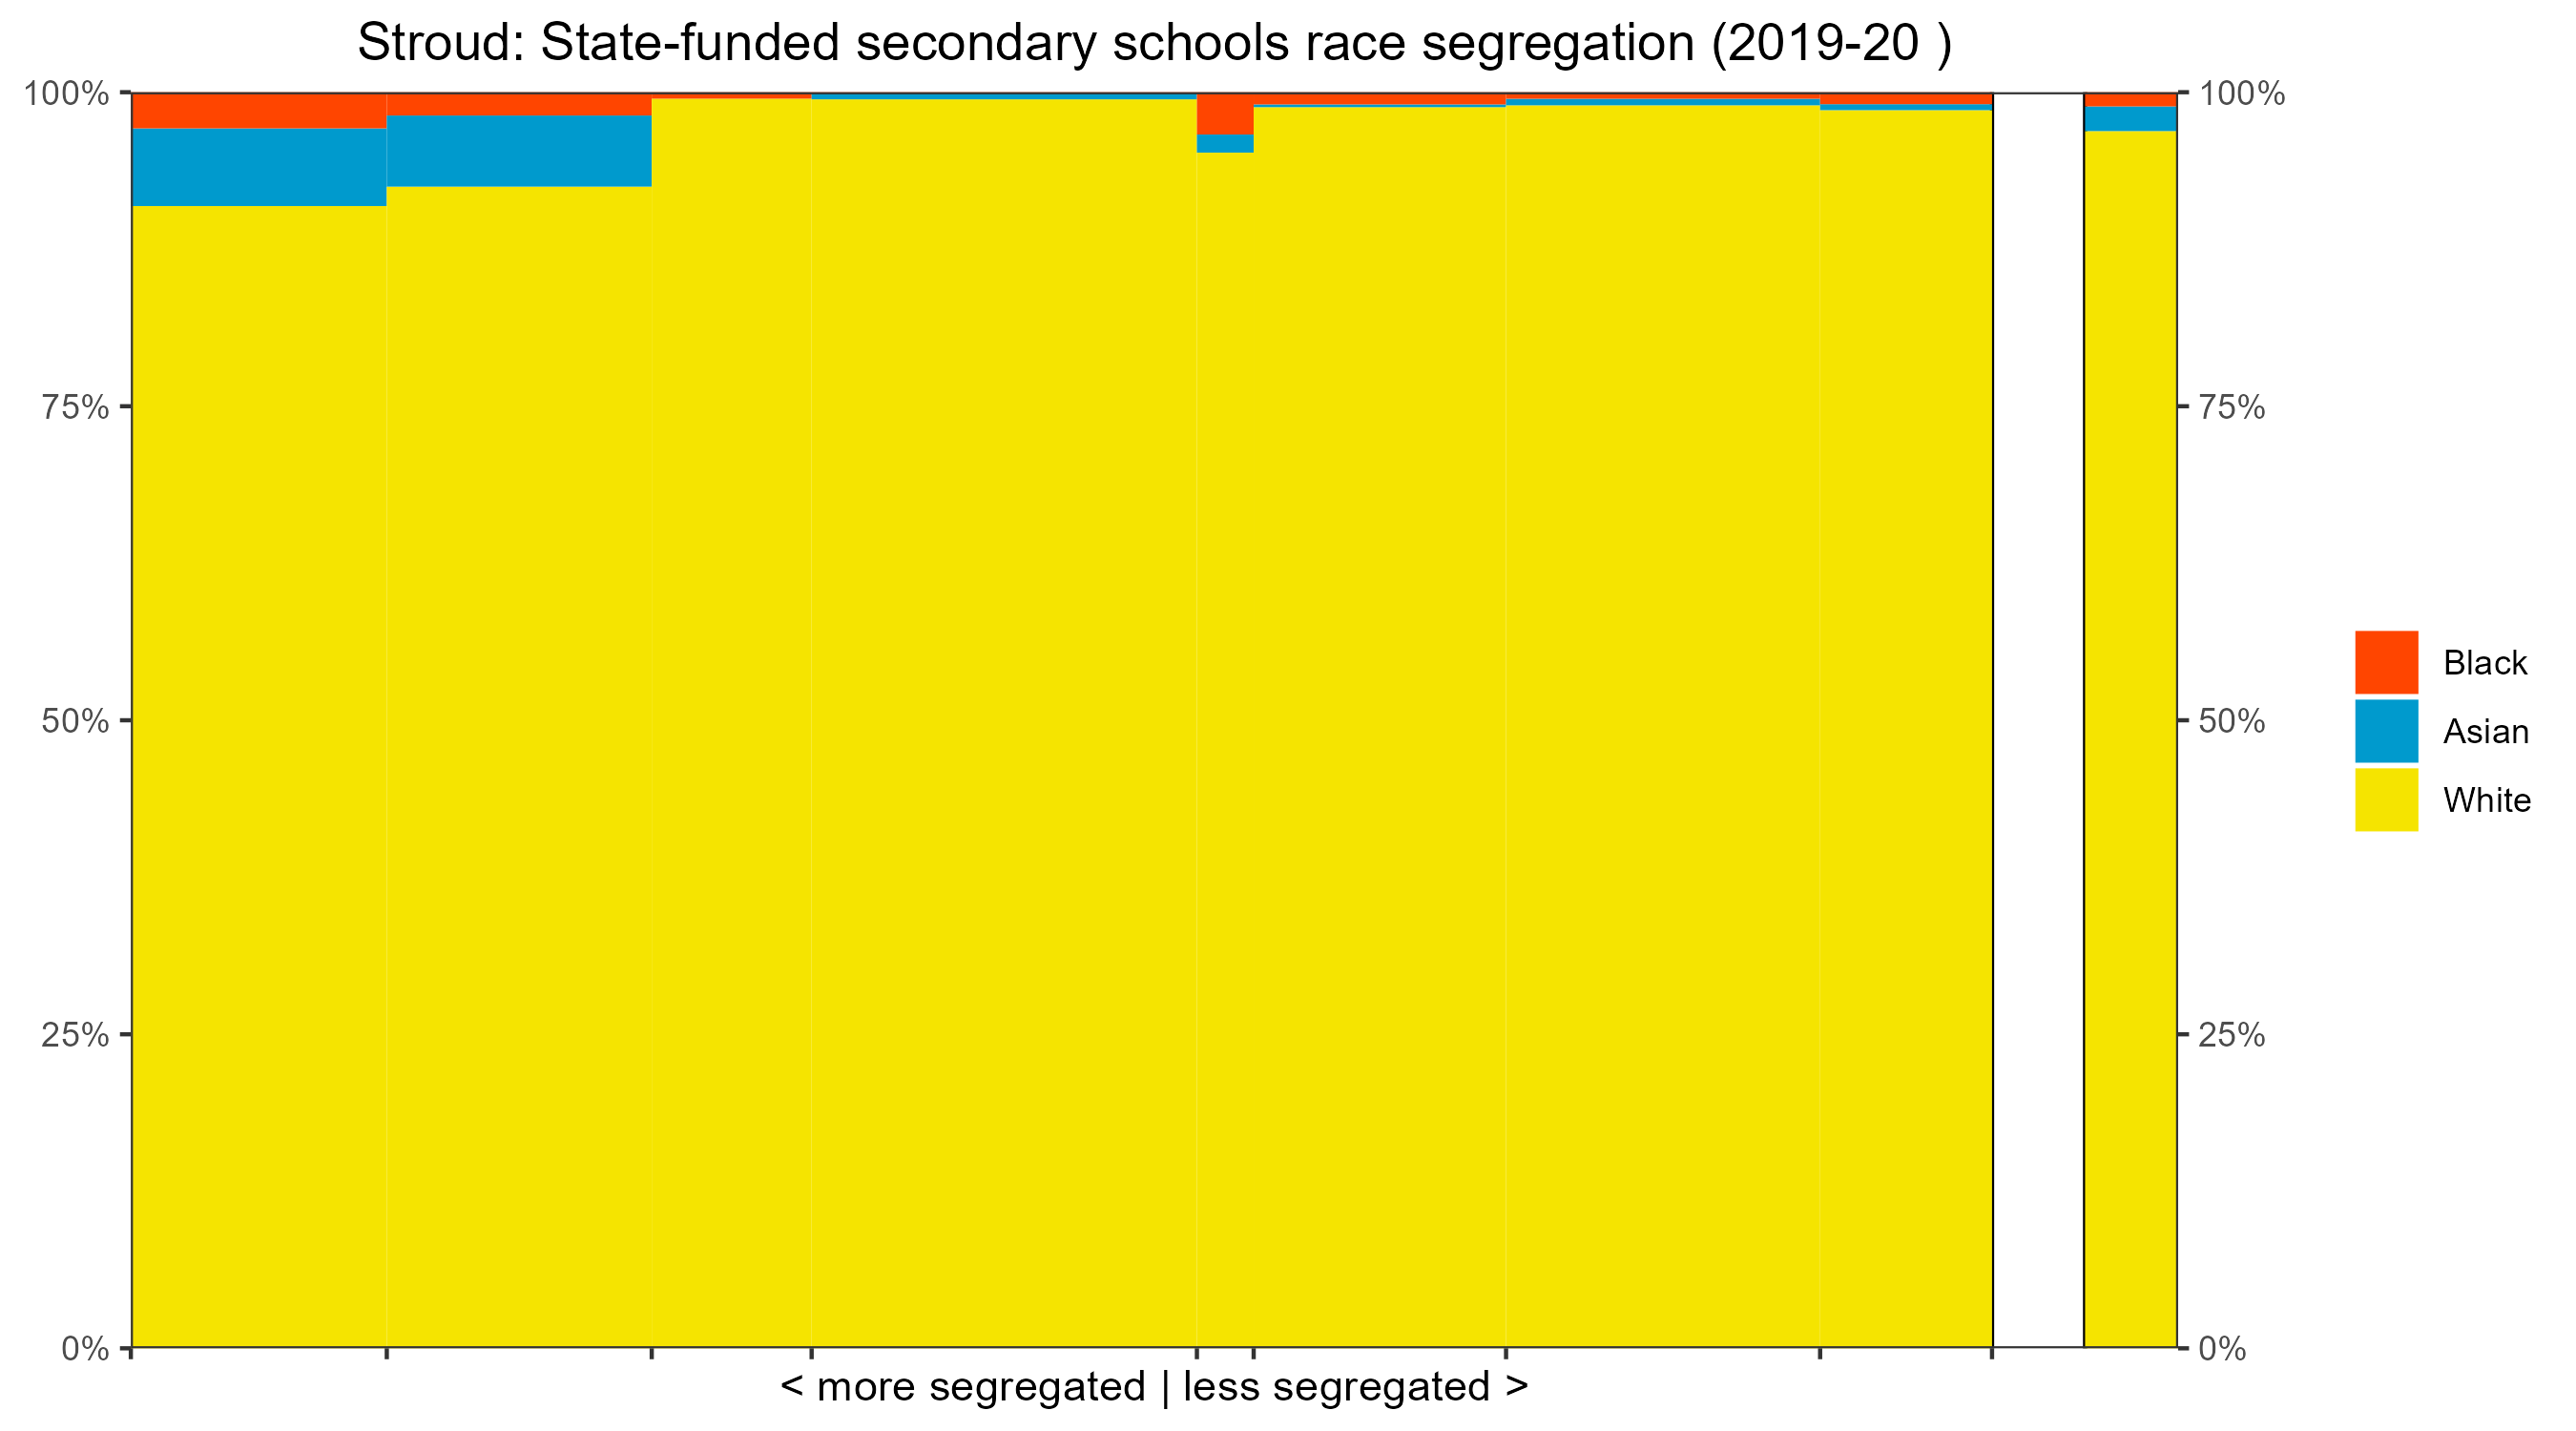 Stroud: State-funded secondary schools race segregation (2019-20 )
100%
75%
50%
25%
0%
100%
75%
50%
25%
0%
Black
Asian
White
< more segregated | less segregated >